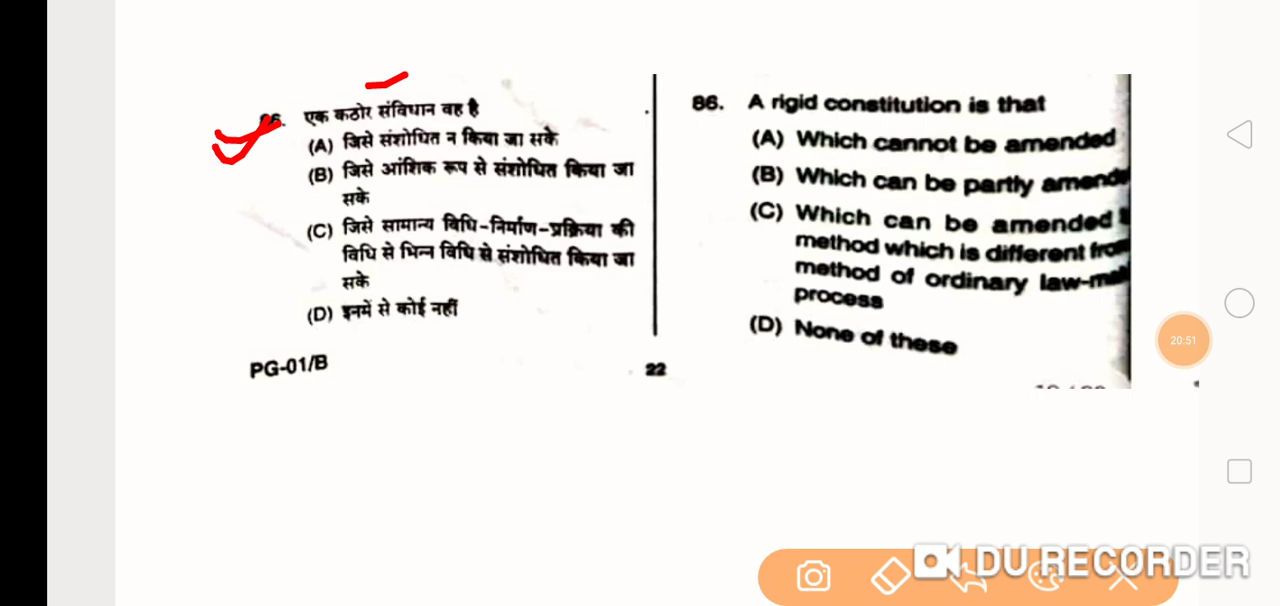 एक कठोर संविधान वह है
(A) जिसे संशोधित न किया जा सके
(B) जिसे आंशिक रूप से संशोधित किया जा
सके
(C) जिसे सामान्य विधि-निर्माण-प्रक्रिया की
विधि से भिन्न विधि से संशोधित किया जा
सके
(D) इनमें से कोई नहीं
PG-01/B
22
86. A rigid constitution is that
(A) Which cannot be amended
(B) Which can be partly
(C) Which can be amended
method which is different
method of ordinary
process
(D) None of these
20:51
DU RECORDER